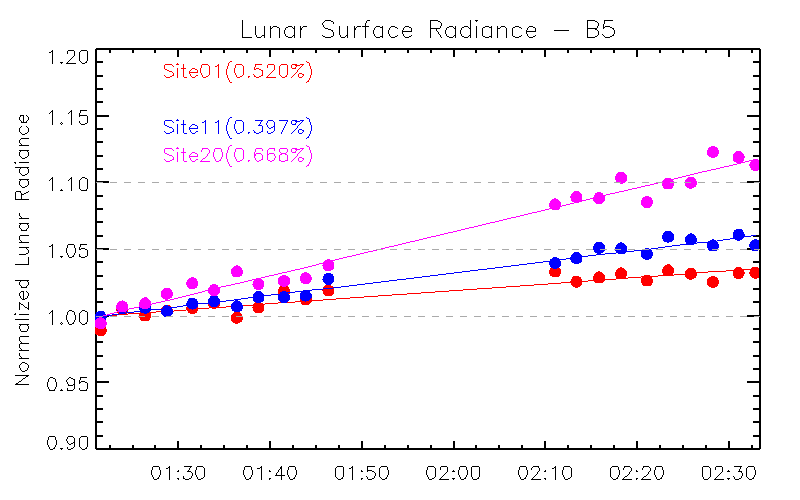 Lunar Surface Radiance – B5
Normalized Lunar Radiance
1.20
1.15
1.10
1.05
1.00
0.95
0.90
Site01(0.520%)
Site11(0.397%)
Site20(0.668%)
01:30 01:40 01:50 02:00 02:10 02:20 02:30